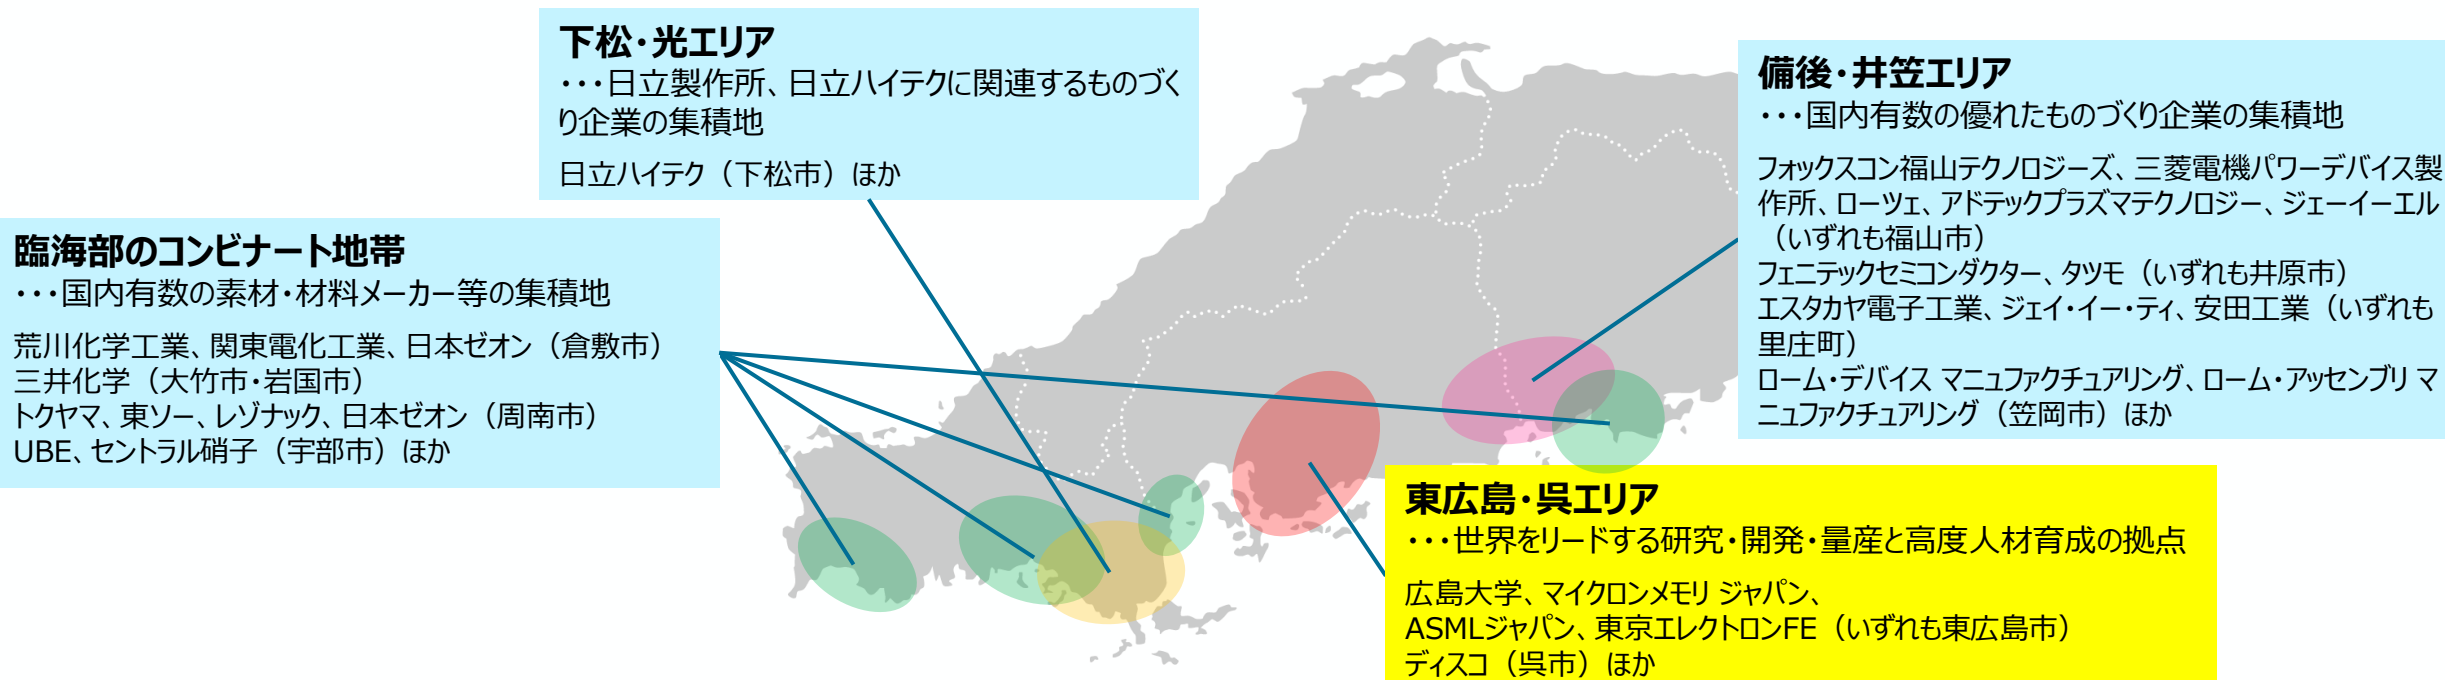 下松・光エリア
・・・日立製作所、日立ハイテクに関連するものづく
り企業の集積地
日立ハイテク（下松市）ほか
臨海部のコンビナート地帯
・・・国内有数の素材・材料メーカー等の集積地
荒川化学工業、関東電化工業、日本ゼオン（倉敷市）
三井化学（大竹市・岩国市）
トクヤマ、東ソー、レゾナック、日本ゼオン（周南市）
UBE、セントラル硝子（宇部市）ほか
備後・井笠エリア
・・・国内有数の優れたものづくり企業の集積地
フォックスコン福山テクノロジーズ、三菱電機パワーデバイス製
作所、ローツェ、アドテックプラズマテクノロジー、ジェーイーエル
（いずれも福山市）
フェニテックセミコンダクター、タツモ（いずれも井原市）
エスタカヤ電子工業、ジェイ・イー・ティ、安田工業（いずれも
里庄町）
ローム・デバイス マニュファクチュアリング、ローム・アッセンブリ マ
ニュファクチュアリング（笠岡市）ほか
東広島・呉エリア
・・・世界をリードする研究・開発・量産と高度人材育成の拠点
広島大学、マイクロンメモリ ジャパン、
ASMLジャパン、東京エレクトロンFE（いずれも東広島市）
ディスコ（呉市）ほか